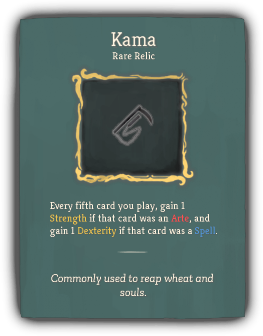 Kama
Rare Relic
Every fifth card you play, gain 1
Strength if that card was an Arte, and
gain 1 Dexterity if that card was a Spell.
Commonly used to reap wheat and
souls.